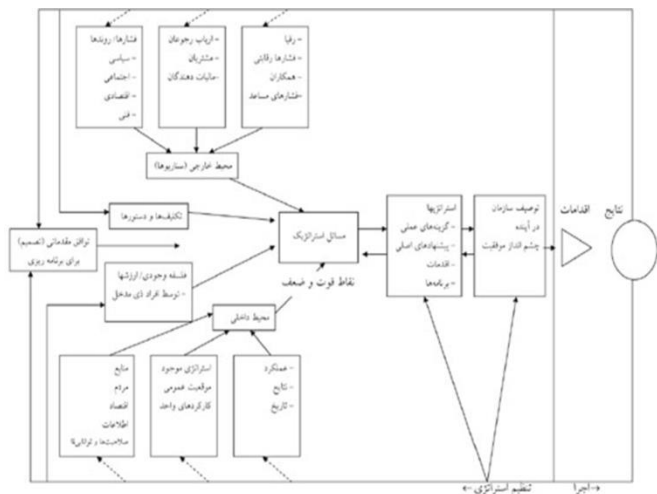 فشارها/ روندها
– سیاسی
– اجتماعی
– اقتصادی
– فنی
– ارباب رجوعان
– مشتریان
–مالیات دهندگان
– رقبا
– فشارها رقابتی
– همکاران
–فشارهای مساعد
محیط خارجی (سناریوها)
تکلیف‌ها و دستورها
توافق مقدماتی (تصمیم)
برای برنامه ریزی
فلسفه وجودی/ ارزشها
– توسط افراد ذی مدخل
مسائل استراتژیک
نقاط قوت و ضعف
محیط داخلی
استراتژیها
– گزینه‌های عملی
– پیشنهادهای اصلی
– اقدمات
– برنامه‌ها
توصیف سازمان
در آینده
چشم انداز موفقیت
اقدامات
نتایج
منابع
مردم
اقتصاد
اطلاعات
صلاحیت‌ها و توانایی‌ها
استراتژی موجود
موقعیت عمومی
کارکردهای واحد
– عملکرد
– نتایج
– تاریخ
تنظیم استراتژی
اجرا